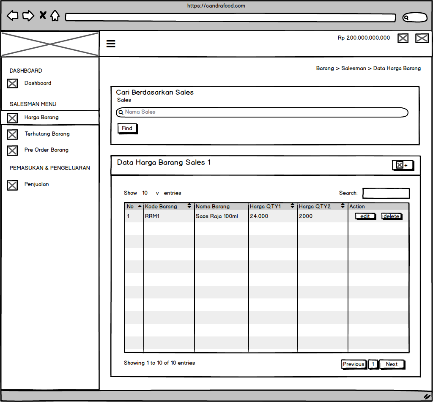 https://candrafood.com
Rp 200.000.000.000
Barang > Salesman > Data Harga Barang
DASHBOARD
Dashboard
SALESMAN MENU
Harga Barang
Terhutang Barang
Pre Order Barang
PEMASUKAN & PENGELUARAN
Penjualan
Cari Berdasarkan Sales
Sales
Nama Sales
Find
Data Harga Barang Sales 1
+
Show 10 v entries
Search
No Kode Barang Nama Barang Harga QTY1 Harga QTY2 Action
1 RRM1 Saos Raja 100ml 24.000 2000 edit delete
Showing 1 to 10 of 10 entries
Previous 1 Next